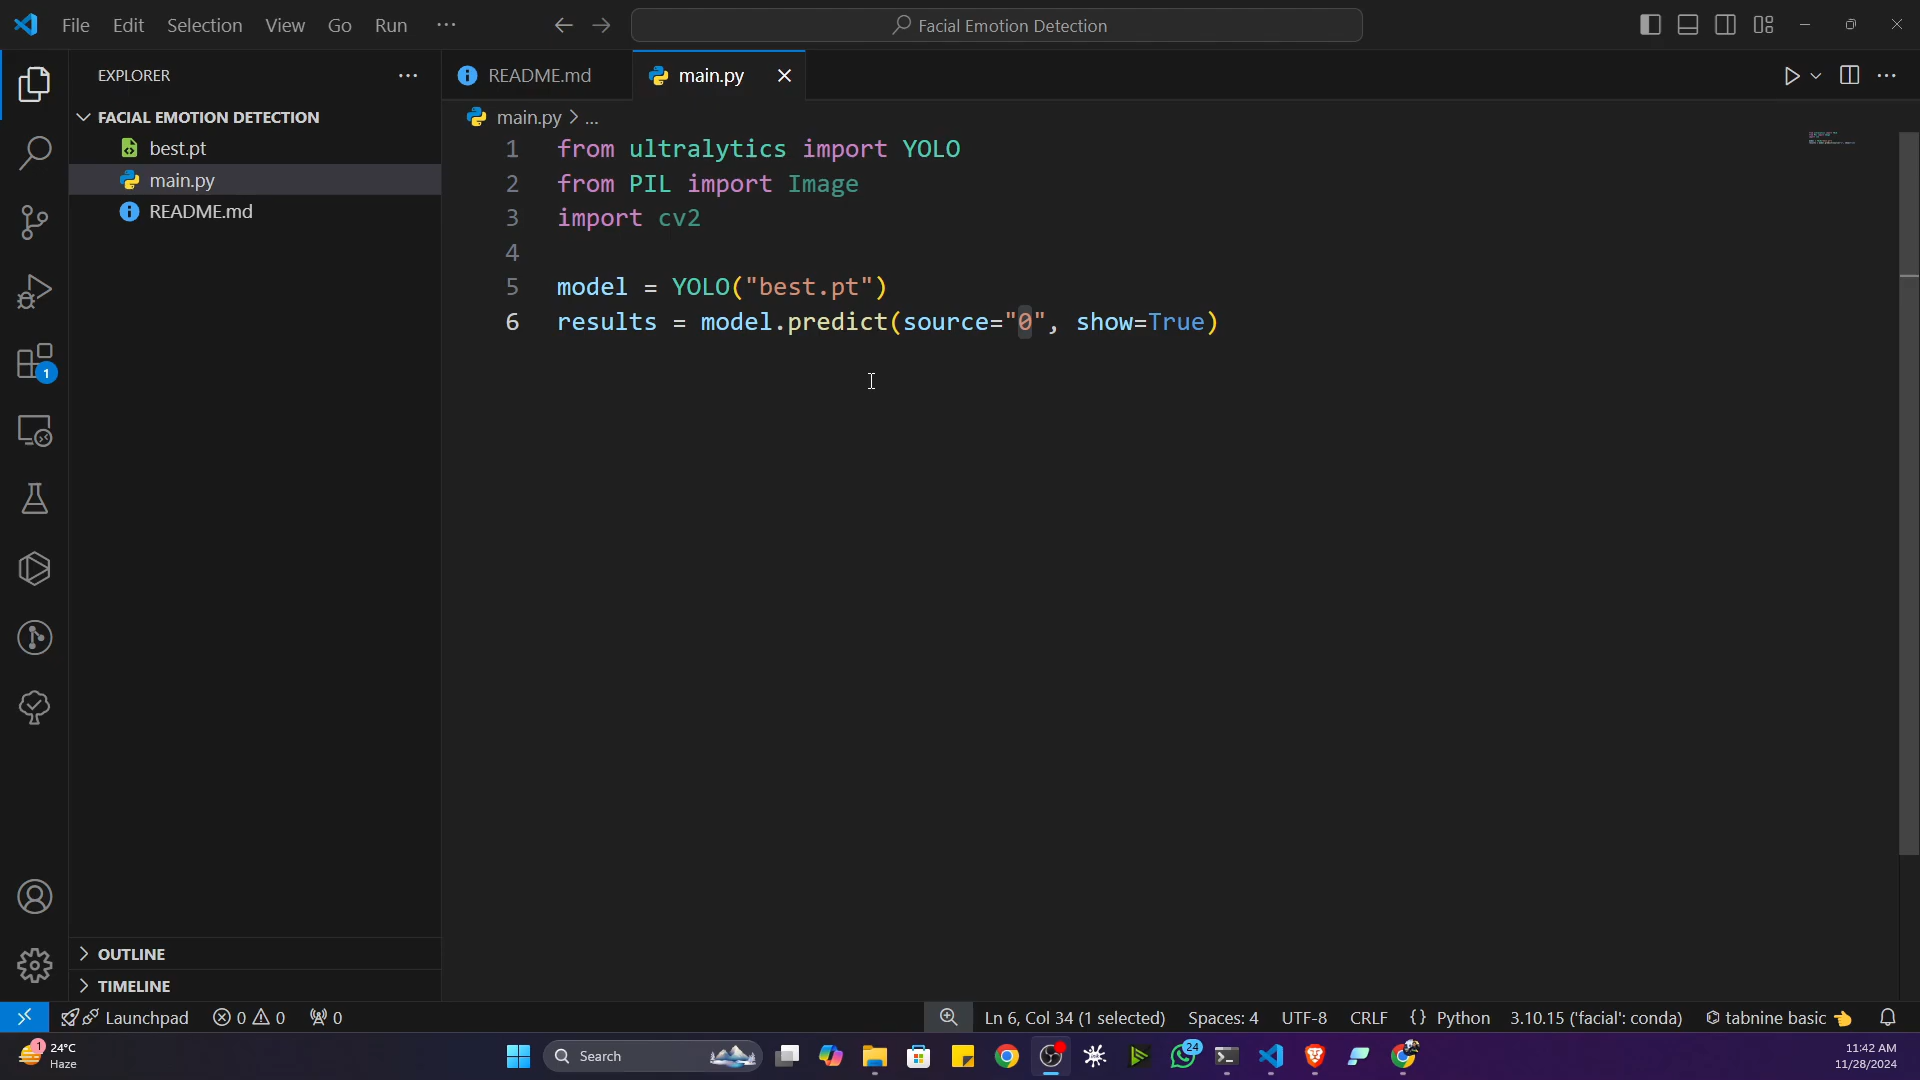 File Edit Selection View Go Run ···
Facial Emotion Detection
EXPLORER
FACIAL EMOTION DETECTION
best.pt
main.py
README.md
OUTLINE
TIMELINE
README.md
main.py
main.py > ...
1 from ultralytics import YOLO
2 from PIL import Image
3 import cv2
4
5 model = YOLO("best.pt")
6 results = model.predict(source="0", show=True)
1
Launchpad 0 0 0
Ln 6, Col 34 (1 selected) Spaces: 4 UTF-8 CRLF {} Python 3.10.15 ('facial': conda) tabnine basic
1
24°C
Haze
Search
24
11:42 AM
11/28/2024